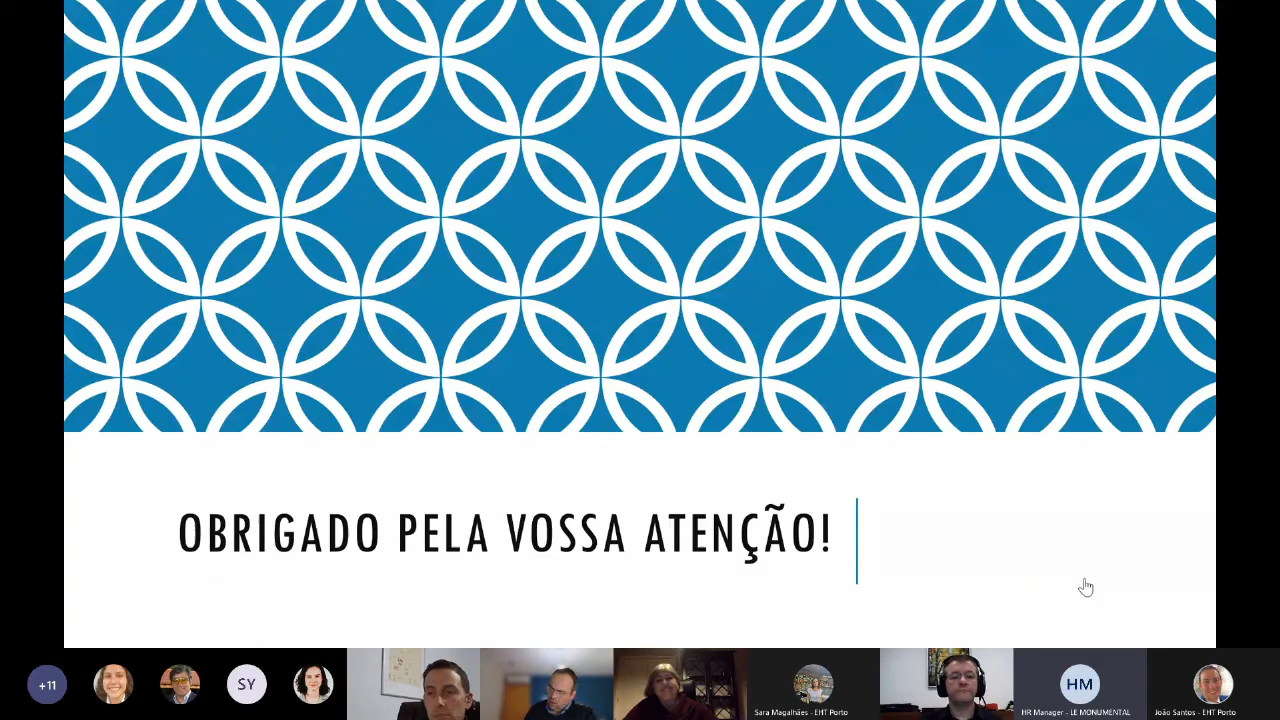 OBRIGADO PELA VOSSA ATENÇÃO!
+11
SY
Sara Magalhães - EHT Porto
HM
HR Manager - LE MONUMENTAL
João Santos - EHT Porto